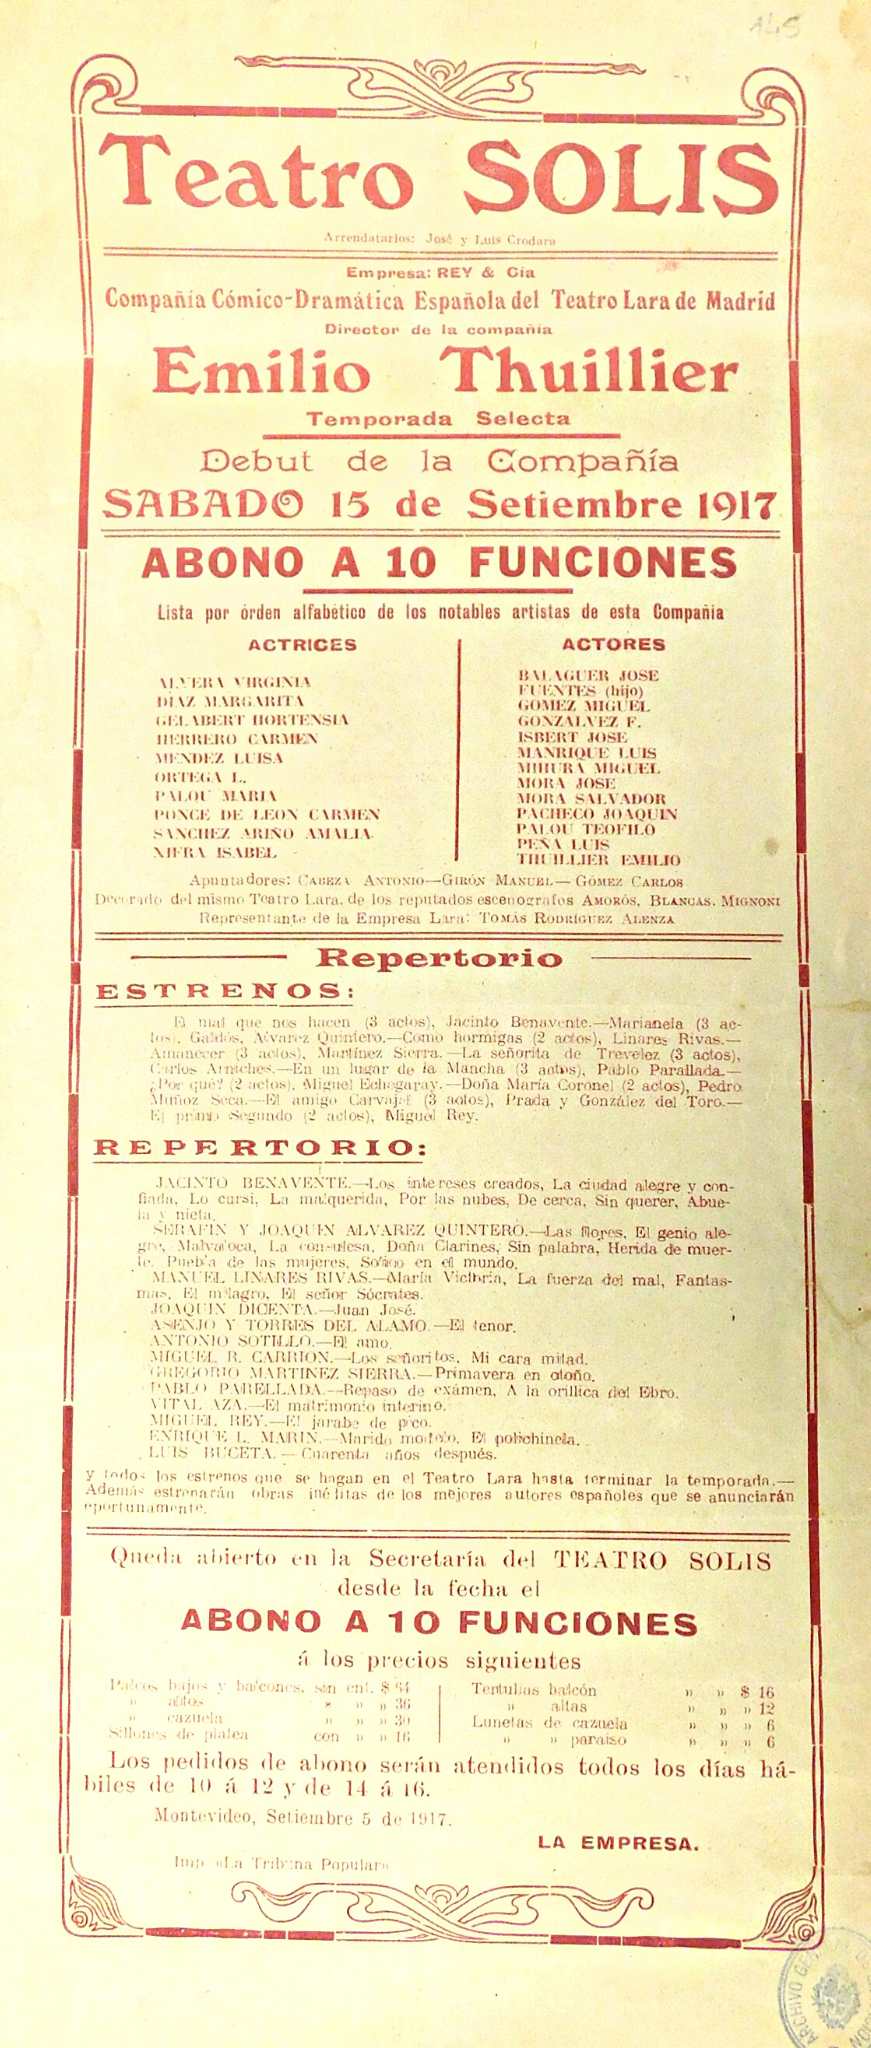 145
Teatro SOLIS
Arrendatarios: José y Luis Crodara
Empresa: REY & Cía
Compañía Cómico-Dramática Española del Teatro Lara de Madrid
Director de la compañía
Emilio Thuillier
Temporada Selecta
Debut de la Compañía
SABADO 15 de Setiembre 1917
ABONO A 10 FUNCIONES
Lista por órden alfabético de los notables artistas de esta Compañía
ACTRICES
ALVERA VIRGINIA
DÍAZ MARGARITA
GELABERT HORTENSIA
HERRERO CARMEN
MENDEZ LUISA
ORTEGA L.
PALOU MARIA
PONCE DE LEON CARMEN
SANCHEZ ARIÑO AMALIA
NIERA ISABEL
ACTORES
BALAGUER JOSE
FUENTES (hijo)
GOMEZ MIGUEL
GONZALVEZ F.
ISBERT JOSE
MANRIQUE LUIS
MIHURA MIGUEL
MORA JOSE
MORA SALVADOR
PACHECO JOAQUIN
PALOU TEOFILO
PEÑA LUIS
THUILLIER EMILIO
Apuntadores: CABEZA ANTONIO—GIRÓN MANUEL—GÓMEZ CARLOS
Decorado del mismo Teatro Lara, de los reputados escenógrafos AMORÓS, BLANCAS, MIGNONI
Representante de la Empresa Lara: TOMÁS RODRÍGUEZ ALENZA
Repertorio
ESTRENOS:
El mal que nos hacen (3 actos), Jacinto Benavente.—Marianela (3 ac-
tos), Galdós, Alvarez Quintero.—Como hormigas (2 actos), Linares Rivas.—
Amanecer (3 actos), Martínez Sierra.—La señorita de Trevelez (3 actos),
Carlos Arniches.—En un lugar de la Mancha (3 actos), Pablo Parallada.—
¿Por qué? (2 actos), Miguel Echegaray.—Doña María Coronel (2 actos), Pedro
Muñoz Seca.—El amigo Carvajal (3 actos), Prada y González del Toro.—
El primo Segundo (2 actos), Miguel Rey.
REPERTORIO:
JACINTO BENAVENTE.—Los intereses creados, La ciudad alegre y con-
fiada, Lo cursi, La malquerida, Por las nubes, De cerca, Sin querer, Abue-
la y nieta.
SERAFIN Y JOAQUIN ALVAREZ QUINTERO.—Las flores, El genio ale-
gre, Malvaloca, La consulesa, Doña Clarines, Sin palabra, Herida de muer-
te, Puebla de las mujeres, Solico en el mundo.
MANUEL LINARES RIVAS.—María Victoria, La fuerza del mal, Fantas-
mas, El milagro, El señor Sócrates.
JOAQUIN DICENTA.—Juan José.
ASENJO Y TORRES DEL ALAMO.—El tenor.
ANTONIO SOTILLO.—El amo.
MIGUEL R. CARRION.—Los señoritos, Mi cara mitad.
GREGORIO MARTINEZ SIERRA.—Primavera en otoño.
PABLO PARELLADA.—Repaso de exámen, A la orillica del Ebro.
VITAL AZA.—El matrimonio interino.
MIGUEL REY.—El jarabe de pico.
ENRIQUE L. MARIN.—Marido modelo, El polichinela.
LUIS BUCETA.—Cuarenta años después.
y todos los estrenos que se hagan en el Teatro Lara hasta terminar la temporada.—
Además estrenarán obras inéditas de los mejores autores españoles que se anunciarán
oportunamente.
Queda abierto en la Secretaría del TEATRO SOLIS
desde la fecha el
ABONO A 10 FUNCIONES
á los precios siguientes
Palcos bajos y balcones, sin ent. $ 64
» altos » » » 36
» cazuela » » » 30
Sillones de platea con » » 16
Tertulias balcón » » $ 16
» altas » » » 12
Lunetas de cazuela » » » 6
» » paraiso » » » 6
Los pedidos de abono serán atendidos todos los días há-
biles de 10 á 12 y de 14 á 16.
Montevideo, Setiembre 5 de 1917.
LA EMPRESA.
Imp. «La Tribuna Popular»
ARCHIVO GE